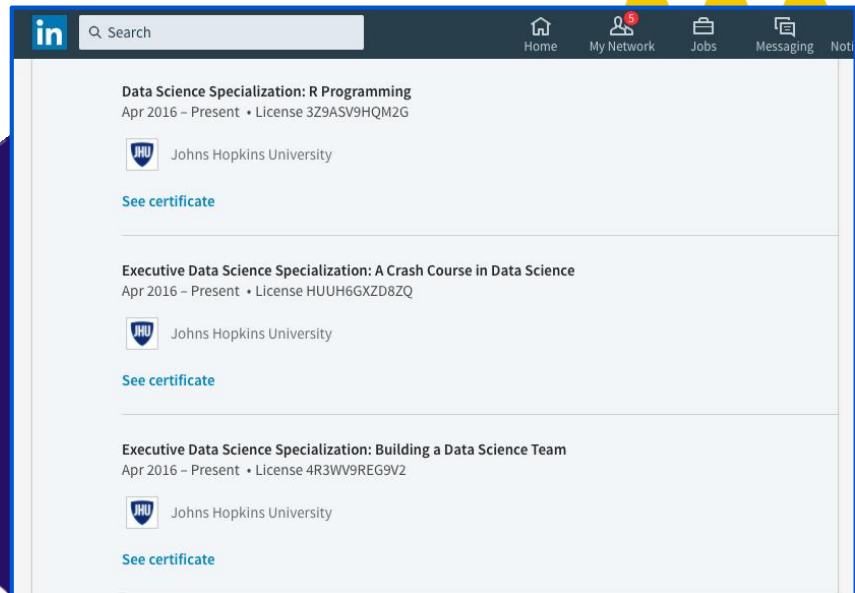 in
Search
5
Home
My Network
Jobs
Messaging
Noti
Data Science Specialization: R Programming
Apr 2016 – Present • License 3Z9ASV9HQM2G
JHU
Johns Hopkins University
See certificate
Executive Data Science Specialization: A Crash Course in Data Science
Apr 2016 – Present • License HUUH6GXZD8ZQ
JHU
Johns Hopkins University
See certificate
Executive Data Science Specialization: Building a Data Science Team
Apr 2016 – Present • License 4R3WV9REG9V2
JHU
Johns Hopkins University
See certificate